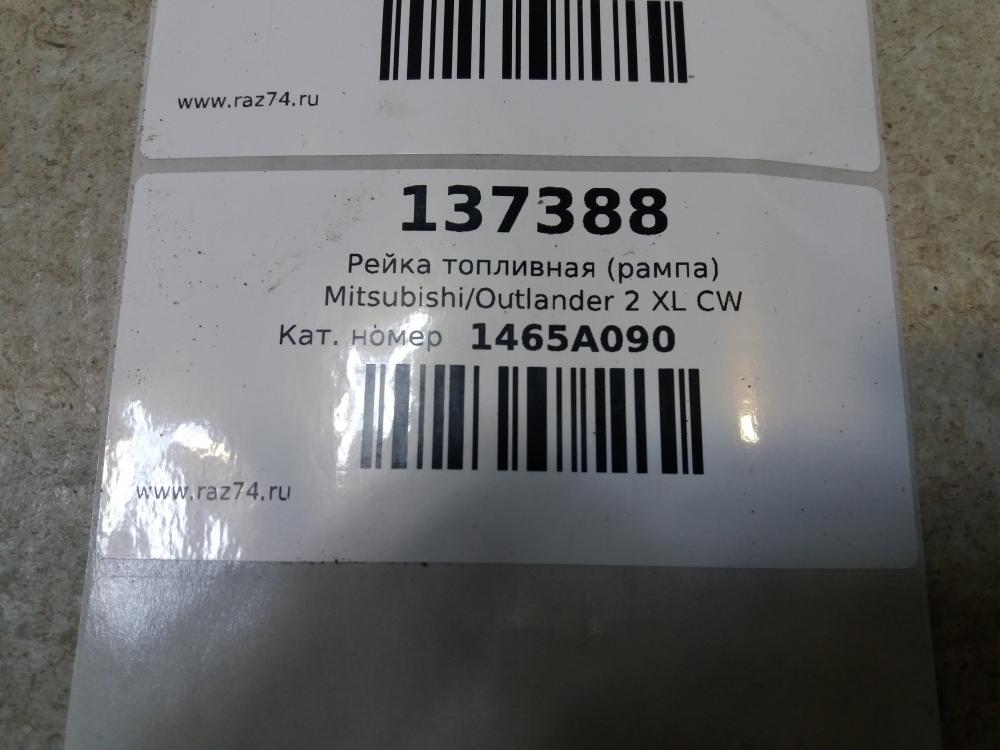 www.raz74.ru
137388
Рейка топливная (рампа)
Mitsubishi/Outlander 2 XL CW
Кат. номер 1465A090
www.raz74.ru